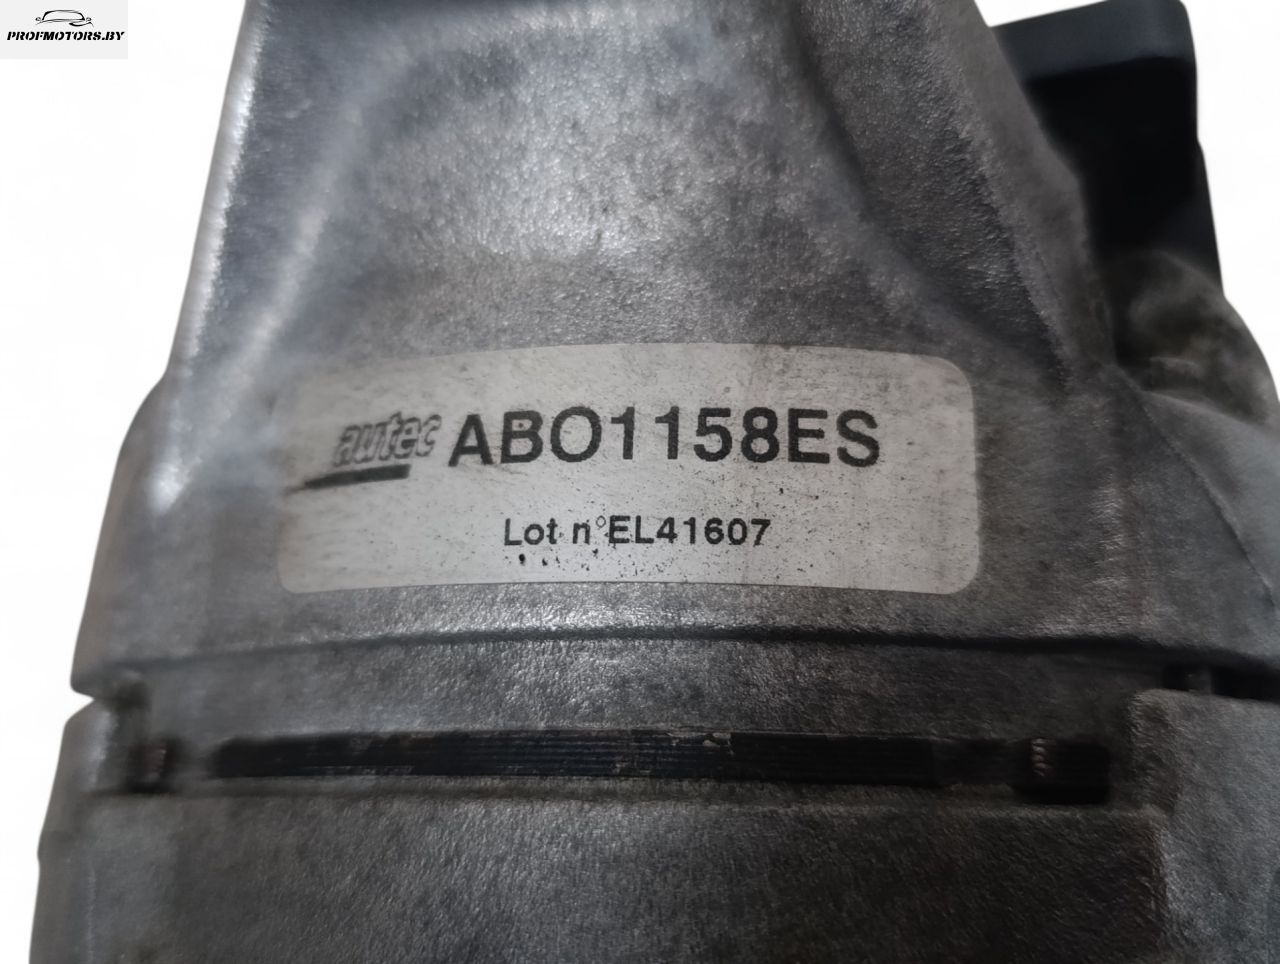 PROFMOTORS.BY
autec ABO1158ES
Lot n°EL41607